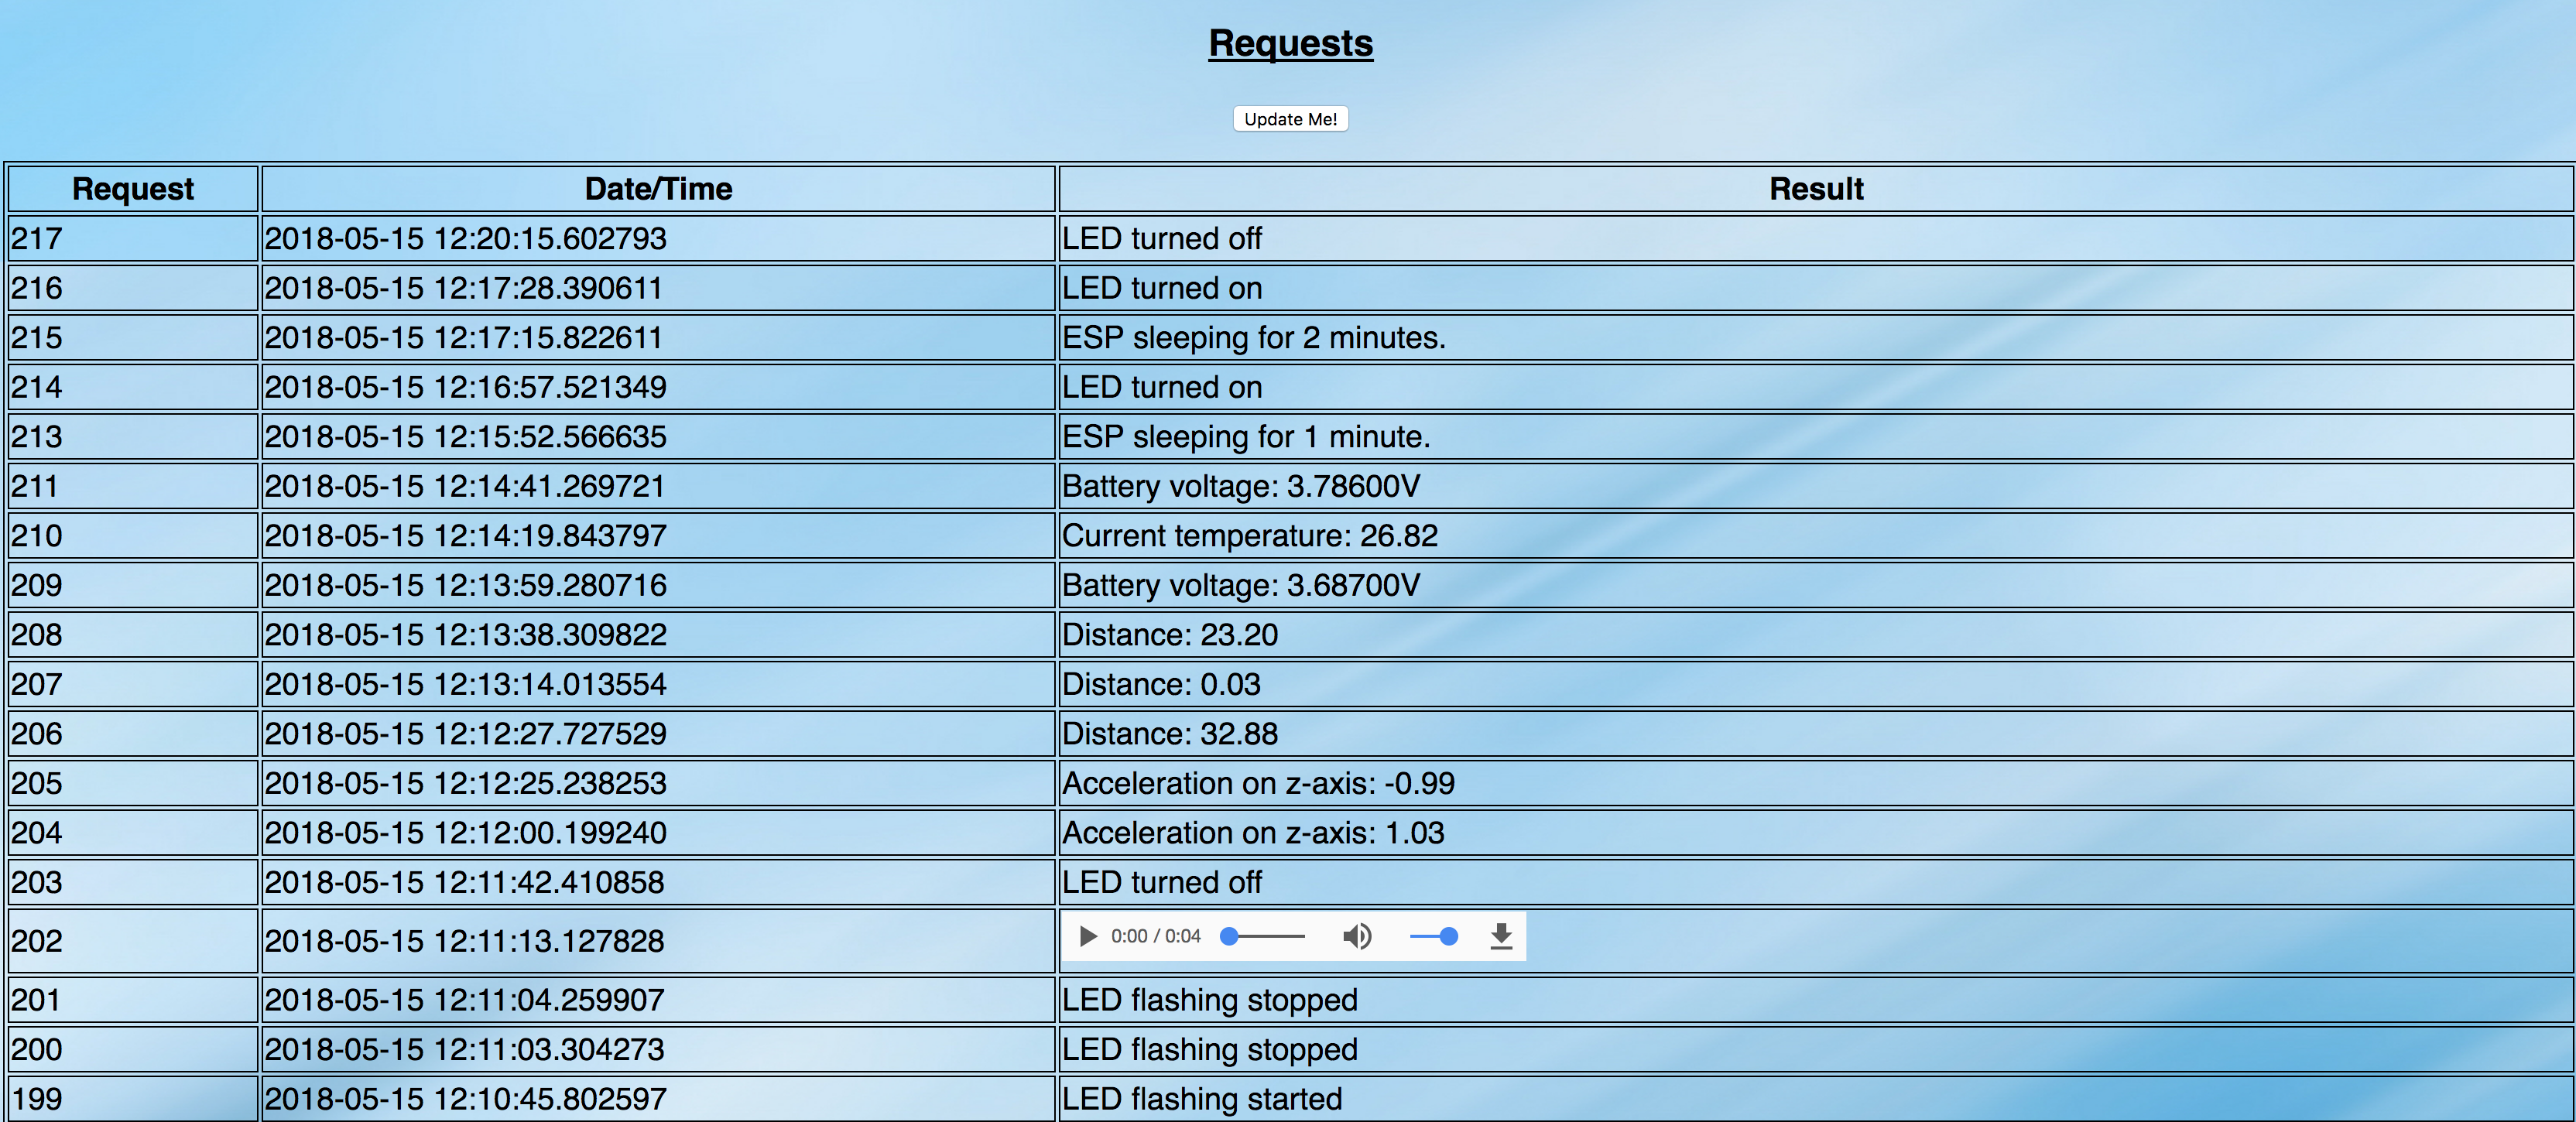 Requests
Update Me!
Request Date/Time Result
217 2018-05-15 12:20:15.602793 LED turned off
216 2018-05-15 12:17:28.390611 LED turned on
215 2018-05-15 12:17:15.822611 ESP sleeping for 2 minutes.
214 2018-05-15 12:16:57.521349 LED turned on
213 2018-05-15 12:15:52.566635 ESP sleeping for 1 minute.
211 2018-05-15 12:14:41.269721 Battery voltage: 3.78600V
210 2018-05-15 12:14:19.843797 Current temperature: 26.82
209 2018-05-15 12:13:59.280716 Battery voltage: 3.68700V
208 2018-05-15 12:13:38.309822 Distance: 23.20
207 2018-05-15 12:13:14.013554 Distance: 0.03
206 2018-05-15 12:12:27.727529 Distance: 32.88
205 2018-05-15 12:12:25.238253 Acceleration on z-axis: -0.99
204 2018-05-15 12:12:00.199240 Acceleration on z-axis: 1.03
203 2018-05-15 12:11:42.410858 LED turned off
202 2018-05-15 12:11:13.127828 0:00 / 0:04
201 2018-05-15 12:11:04.259907 LED flashing stopped
200 2018-05-15 12:11:03.304273 LED flashing stopped
199 2018-05-15 12:10:45.802597 LED flashing started